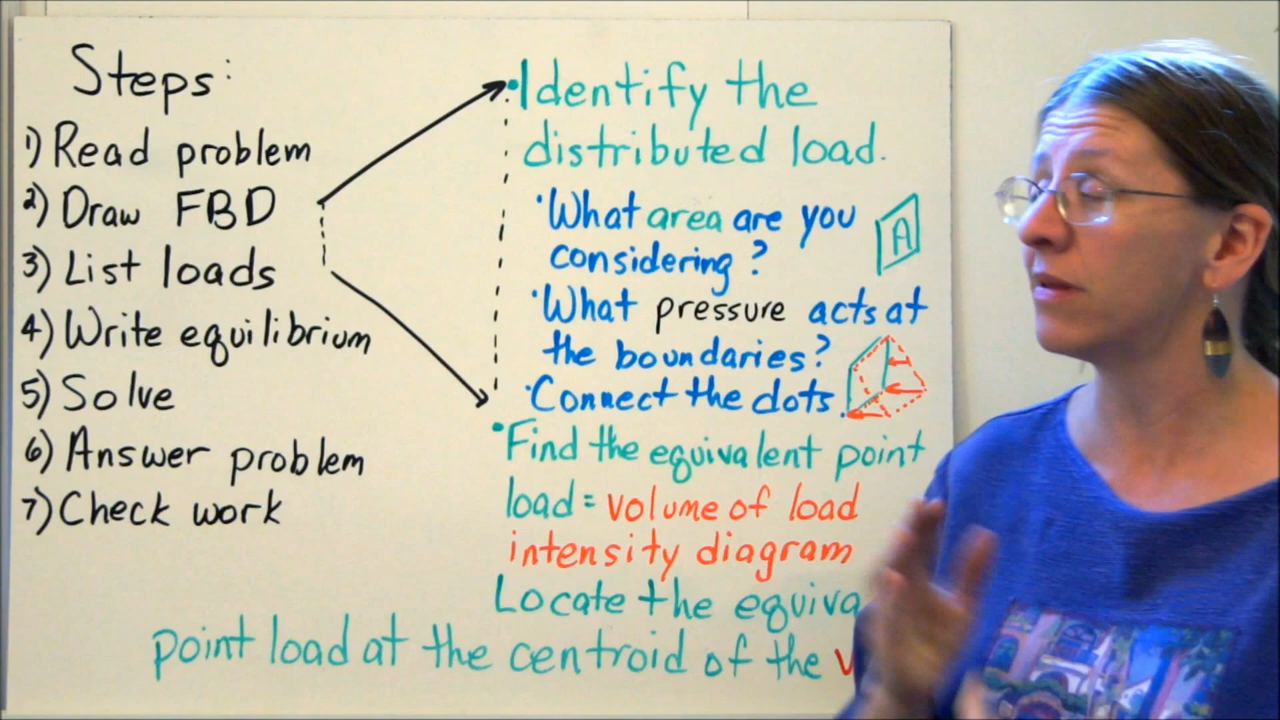 Steps:
1) Read problem
2) Draw FBD
3) List loads
4) Write equilibrium
5) Solve
6) Answer problem
7) Check work
• Identify the
distributed load.
• What area are you
considering?
A
• What pressure acts at
the boundaries?
• Connect the dots.
• Find the equivalent point
load = volume of load
intensity diagram
Locate the
point load at the centroid of the